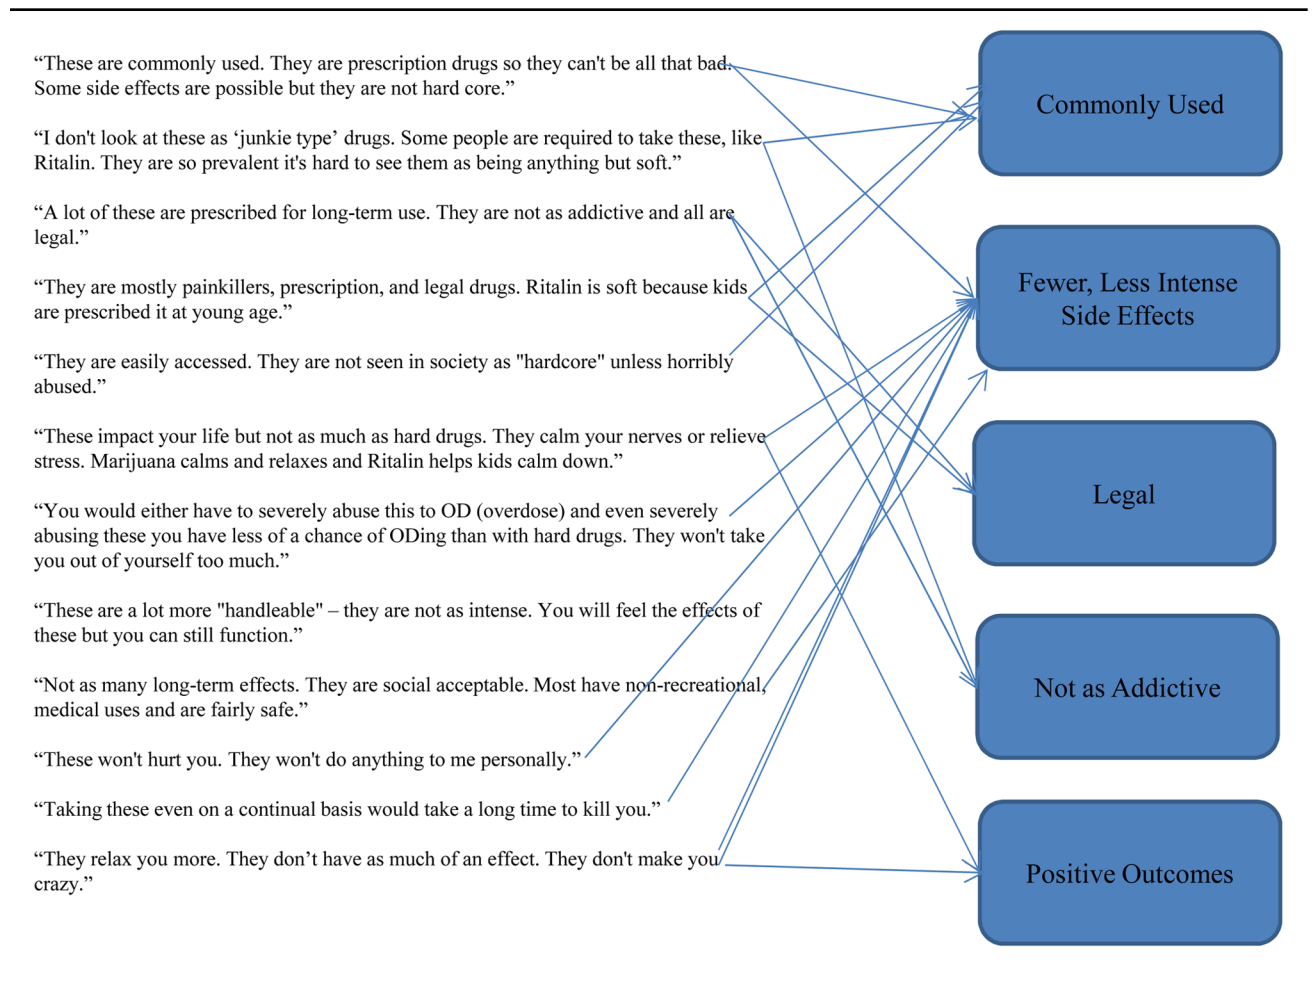 “These are commonly used. They are prescription drugs so they can't be all that bad.
Some side effects are possible but they are not hard core.”
“I don't look at these as ‘junkie type’ drugs. Some people are required to take these, like
Ritalin. They are so prevalent it's hard to see them as being anything but soft.”
“A lot of these are prescribed for long-term use. They are not as addictive and all are
legal.”
“They are mostly painkillers, prescription, and legal drugs. Ritalin is soft because kids
are prescribed it at young age.”
“They are easily accessed. They are not seen in society as "hardcore" unless horribly
abused.”
“These impact your life but not as much as hard drugs. They calm your nerves or relieve
stress. Marijuana calms and relaxes and Ritalin helps kids calm down.”
“You would either have to severely abuse this to OD (overdose) and even severely
abusing these you have less of a chance of ODing than with hard drugs. They won't take
you out of yourself too much.”
“These are a lot more "handleable" – they are not as intense. You will feel the effects of
these but you can still function.”
“Not as many long-term effects. They are social acceptable. Most have non-recreational,
medical uses and are fairly safe.”
“These won't hurt you. They won't do anything to me personally.”
“Taking these even on a continual basis would take a long time to kill you.”
“They relax you more. They don’t have as much of an effect. They don't make you
crazy.”
Commonly Used
Fewer, Less Intense
Side Effects
Legal
Not as Addictive
Positive Outcomes